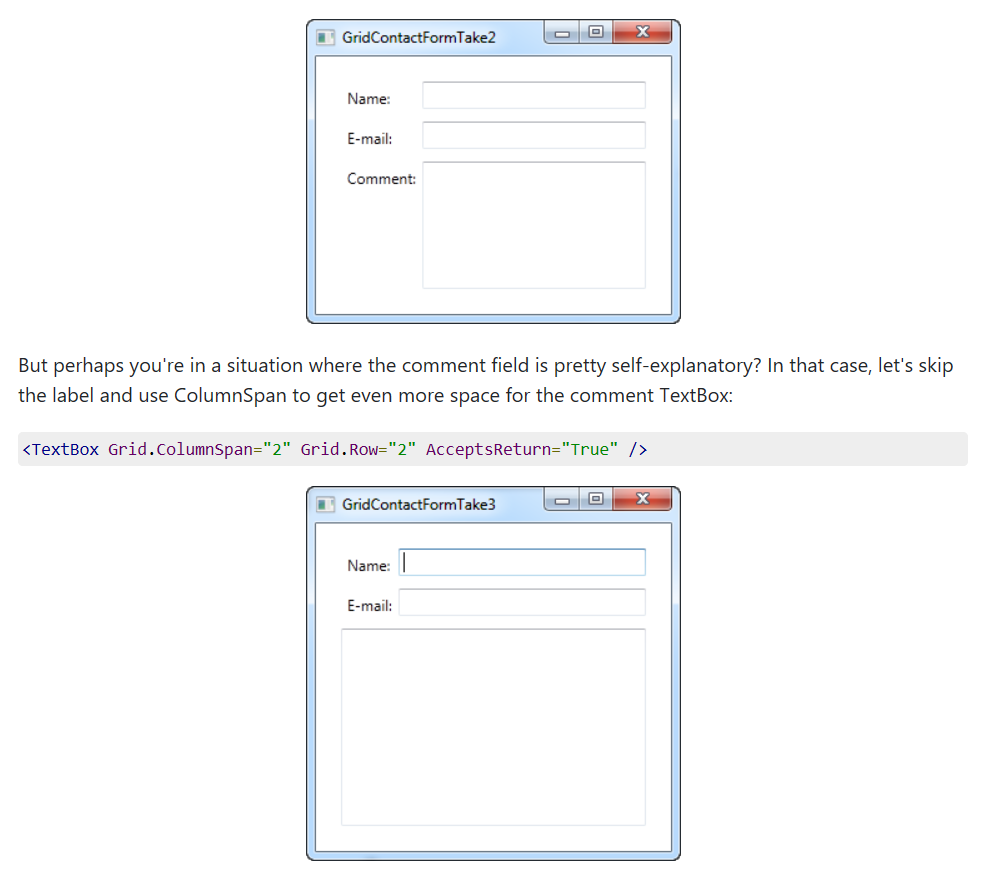 GridContactFormTake2
Name:
E-mail:
Comment:
But perhaps you're in a situation where the comment field is pretty self-explanatory? In that case, let's skip
the label and use ColumnSpan to get even more space for the comment TextBox:
<TextBox Grid.ColumnSpan="2" Grid.Row="2" AcceptsReturn="True" />
GridContactFormTake3
Name:
E-mail: